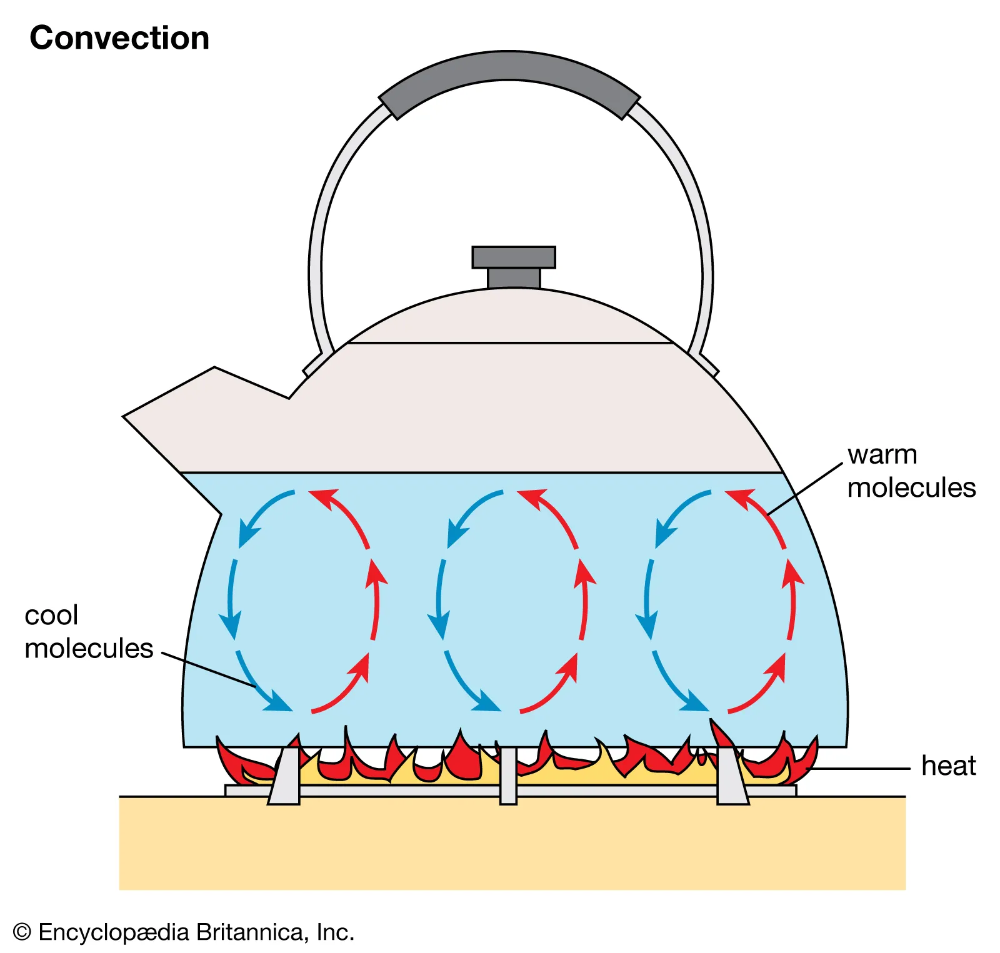 Convection
warm
molecules
cool
molecules
heat
© Encyclopædia Britannica, Inc.